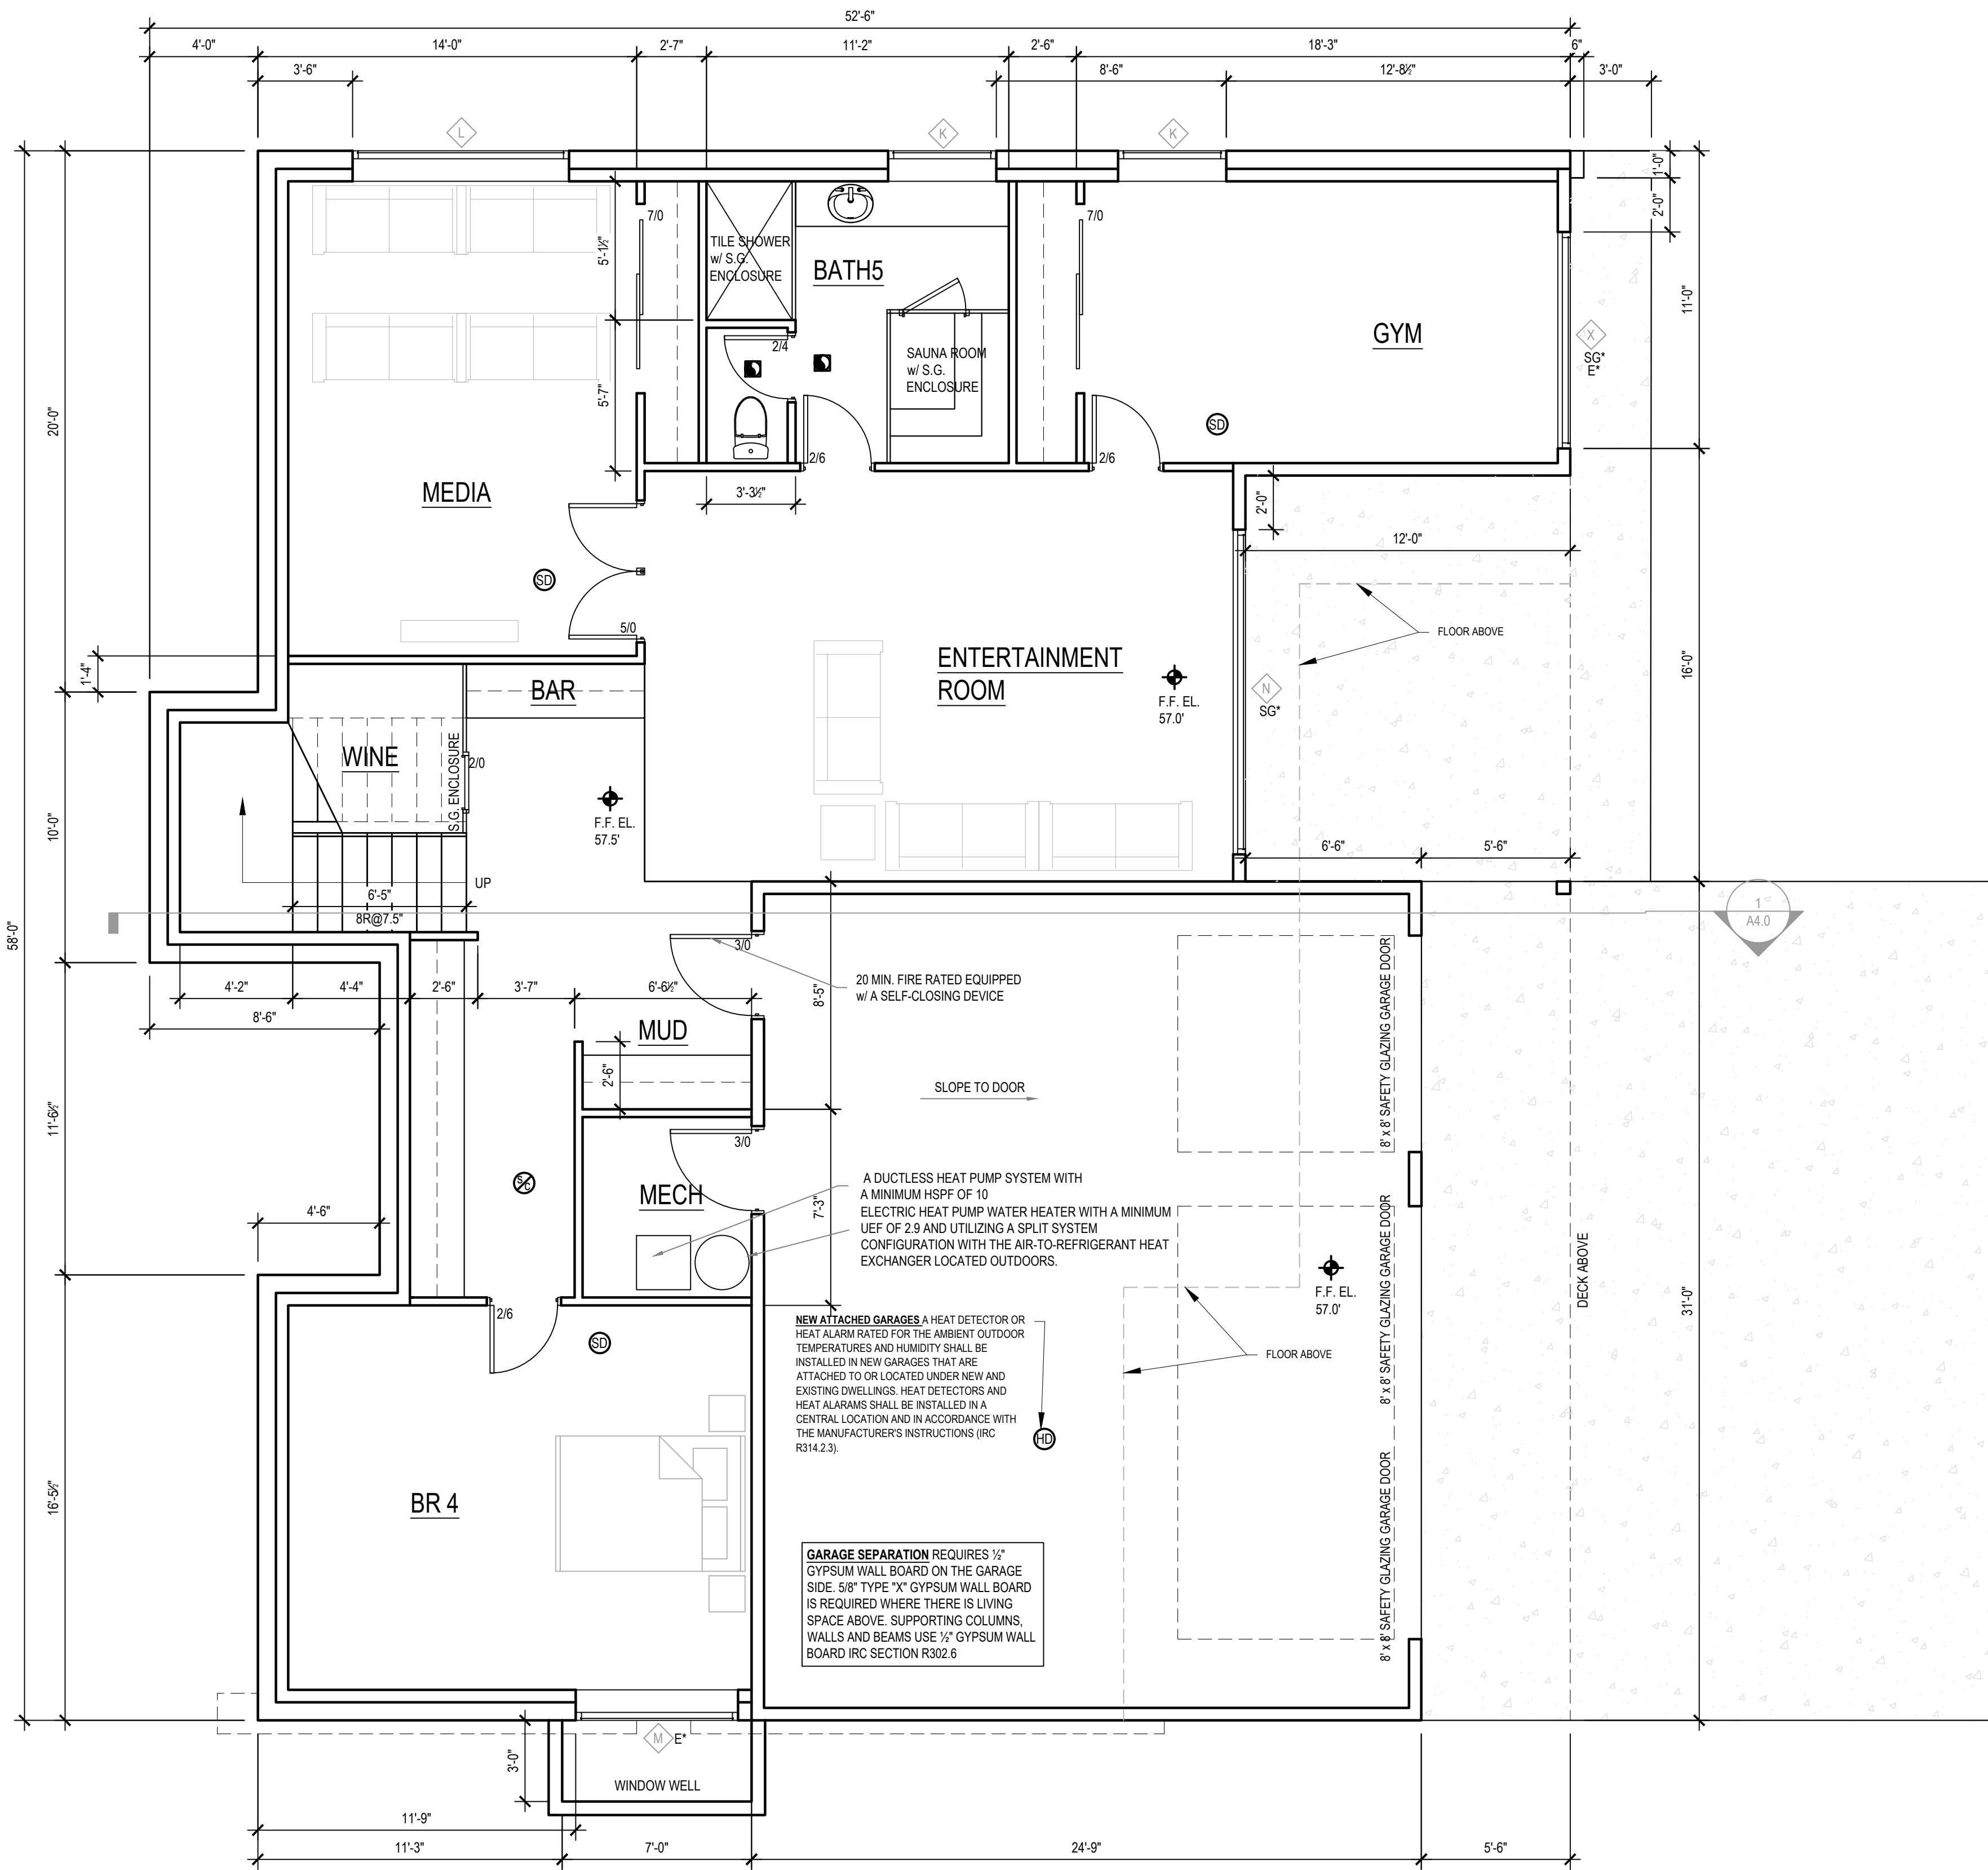 52'-6"
4'-0"
14'-0"
2'-7"
11'-2"
2'-6"
18'-3"
6"
3'-6"
8'-6"
12'-8½"
3'-0"
L
K
K
1'-0"
2'-0"
7/0
7/0
5'-1½"
TILE SHOWER
w/ S.G.
ENCLOSURE
BATH5
11'-0"
GYM
X
SG*
E*
2/4
SAUNA ROOM
w/ S.G.
ENCLOSURE
5'-7"
20'-0"
SD
2/6
2/6
MEDIA
3'-3½"
2'-0"
12'-0"
SD
5/0
FLOOR ABOVE
ENTERTAINMENT
ROOM
16'-0"
1'-4"
BAR
F.F. EL.
57.0'
N
SG*
WINE
S.G. ENCLOSURE
2/0
F.F. EL.
57.5'
10'-0"
6'-6"
5'-6"
UP
6'-5"
8R@7.5"
1
A4.0
58'-0"
3/0
20 MIN. FIRE RATED EQUIPPED
w/ A SELF-CLOSING DEVICE
4'-2"
4'-4"
2'-6"
3'-7"
6'-6½"
8'-5"
8'-6"
MUD
8' x 8' SAFETY GLAZING GARAGE DOOR
2'-6"
SLOPE TO DOOR
11'-6½"
3/0
S/C
MECH
A DUCTLESS HEAT PUMP SYSTEM WITH
A MINIMUM HSPF OF 10
ELECTRIC HEAT PUMP WATER HEATER WITH A MINIMUM
UEF OF 2.9 AND UTILIZING A SPLIT SYSTEM
CONFIGURATION WITH THE AIR-TO-REFRIGERANT HEAT
EXCHANGER LOCATED OUTDOORS.
7'-3"
4'-6"
8' x 8' SAFETY GLAZING GARAGE DOOR
DECK ABOVE
F.F. EL.
57.0'
31'-0"
2/6
SD
NEW ATTACHED GARAGES A HEAT DETECTOR OR
HEAT ALARM RATED FOR THE AMBIENT OUTDOOR
TEMPERATURES AND HUMIDITY SHALL BE
INSTALLED IN NEW GARAGES THAT ARE
ATTACHED TO OR LOCATED UNDER NEW AND
EXISTING DWELLINGS. HEAT DETECTORS AND
HEAT ALARAMS SHALL BE INSTALLED IN A
CENTRAL LOCATION AND IN ACCORDANCE WITH
THE MANUFACTURER'S INSTRUCTIONS (IRC
R314.2.3).
FLOOR ABOVE
HD
16'-5½"
BR 4
8' x 8' SAFETY GLAZING GARAGE DOOR
GARAGE SEPARATION REQUIRES ½"
GYPSUM WALL BOARD ON THE GARAGE
SIDE. 5/8" TYPE "X" GYPSUM WALL BOARD
IS REQUIRED WHERE THERE IS LIVING
SPACE ABOVE. SUPPORTING COLUMNS,
WALLS AND BEAMS USE ½" GYPSUM WALL
BOARD IRC SECTION R302.6
M
E*
3'-0"
WINDOW WELL
11'-9"
11'-3"
7'-0"
24'-9"
5'-6"